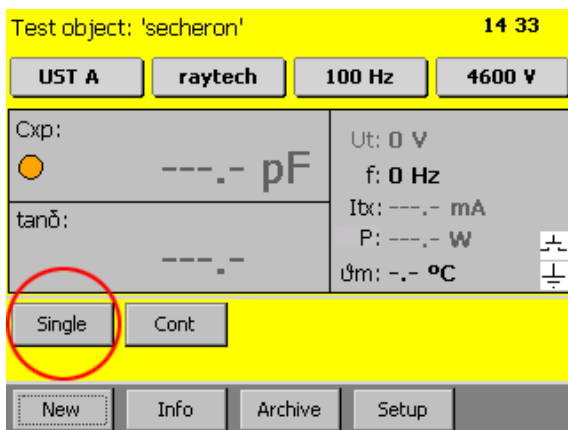 Test object: 'secheron' 14 33
UST A raytech 100 Hz 4600 V
Cxp:
---.- pF
tanδ:
---.-
Ut: 0 V
f: 0 Hz
Itx: ---.- mA
P: ---.- W
ϑm: -.- ºC
Single Cont
New Info Archive Setup